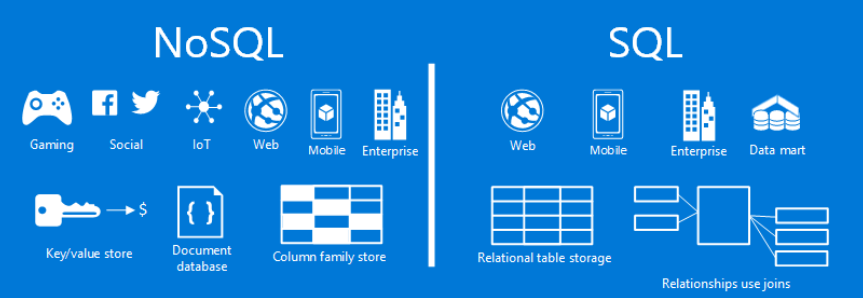 NoSQL
SQL
Gaming
Social
IoT
Web
Mobile
Enterprise
Web
Mobile
Enterprise
Data mart
$
{ }
Key/value store
Document
database
Column family store
Relational table storage
Relationships use joins